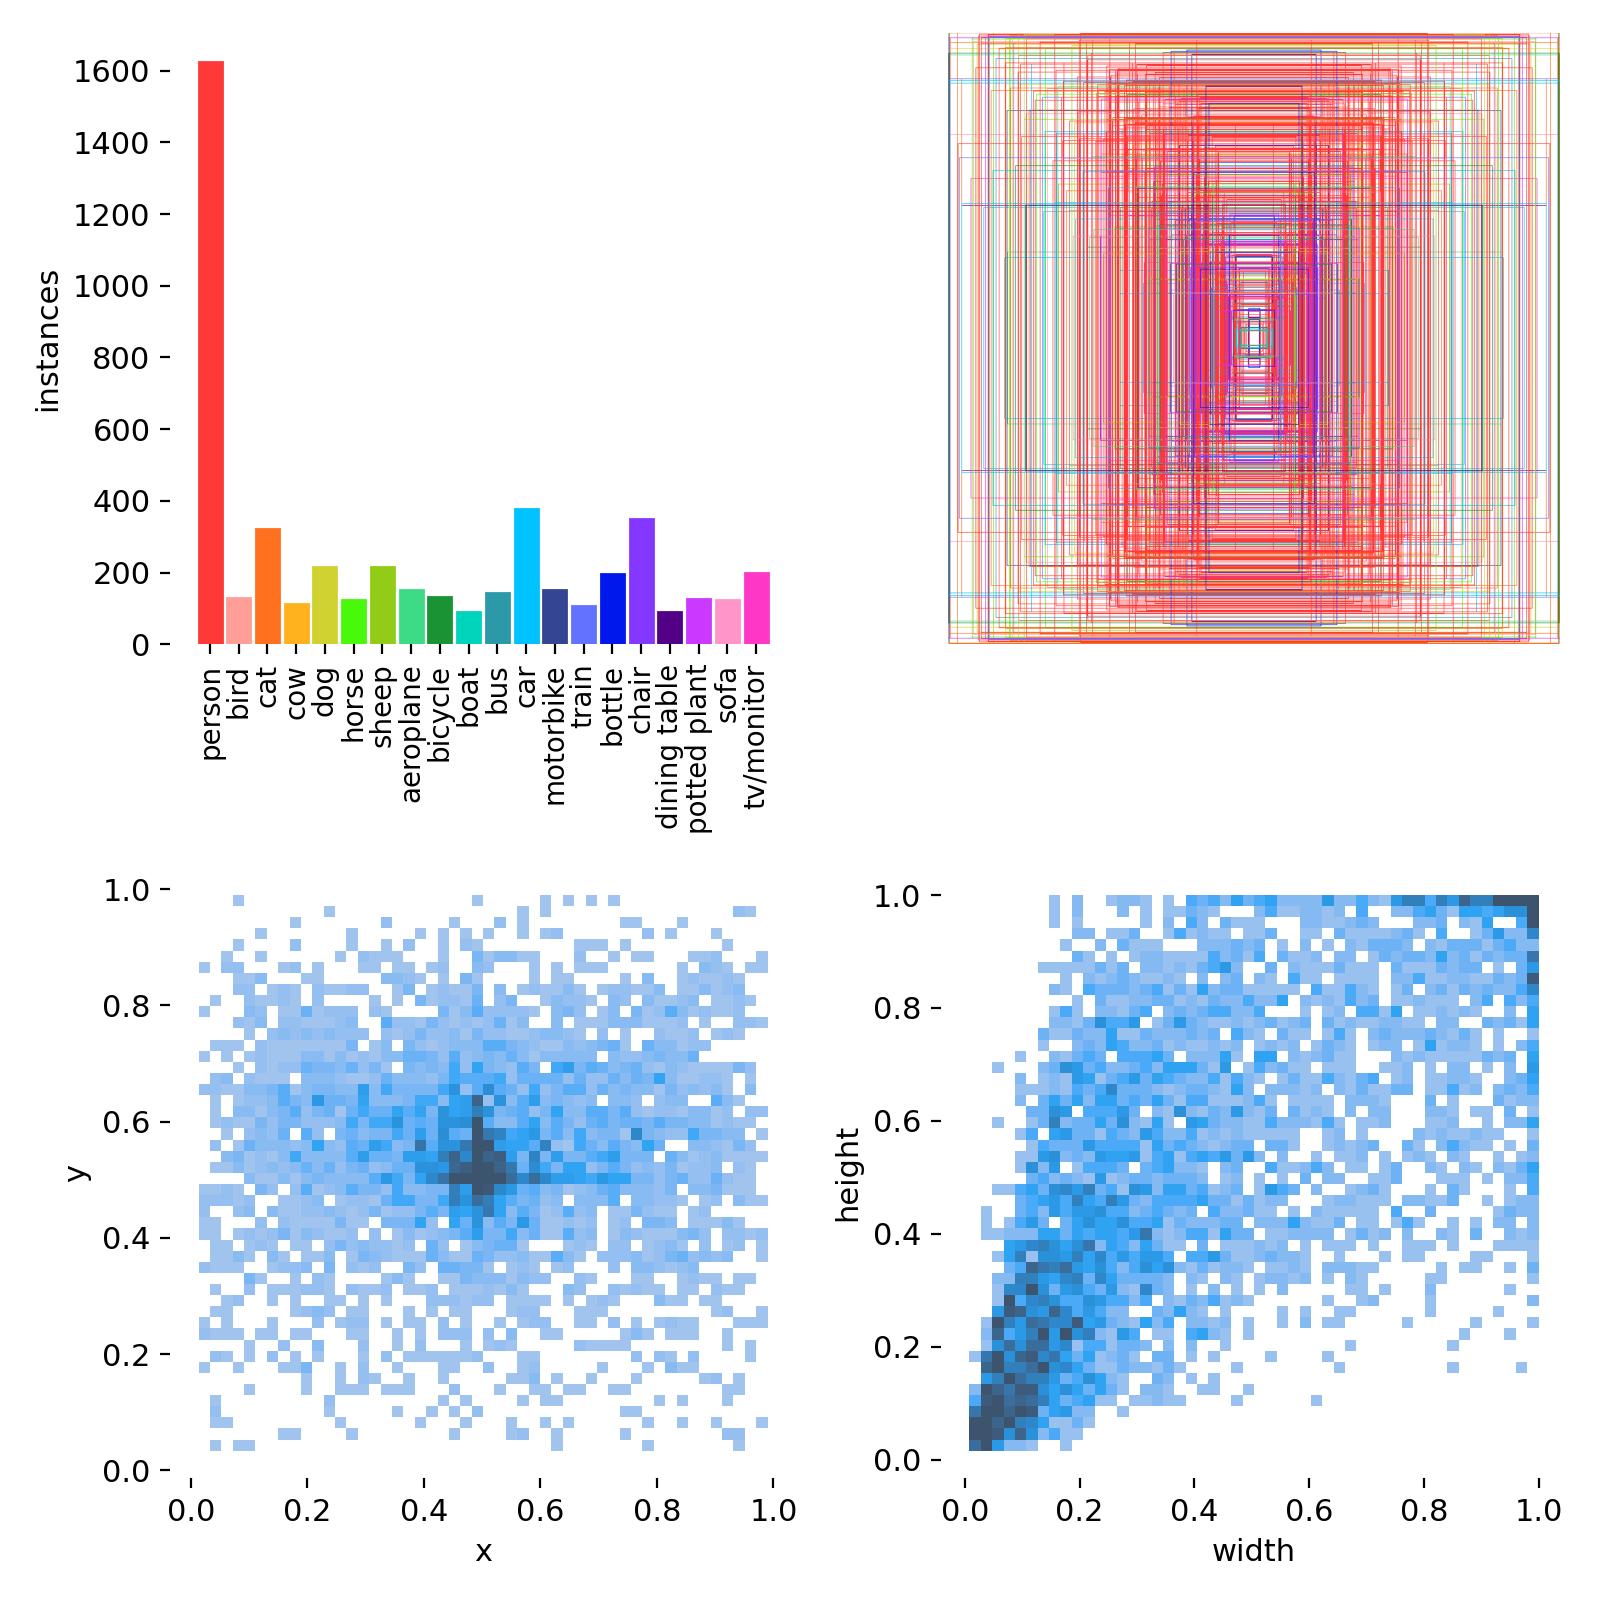 1600
1400
1200
1000
800
600
400
200
0
instances
person
bird
cat
cow
dog
horse
sheep
aeroplane
bicycle
boat
bus
car
motorbike
train
bottle
chair
dining table
potted plant
sofa
tv/monitor
1.0
0.8
0.6
0.4
0.2
0.0
y
0.0 0.2 0.4 0.6 0.8 1.0
x
1.0
0.8
0.6
0.4
0.2
0.0
height
0.0 0.2 0.4 0.6 0.8 1.0
width